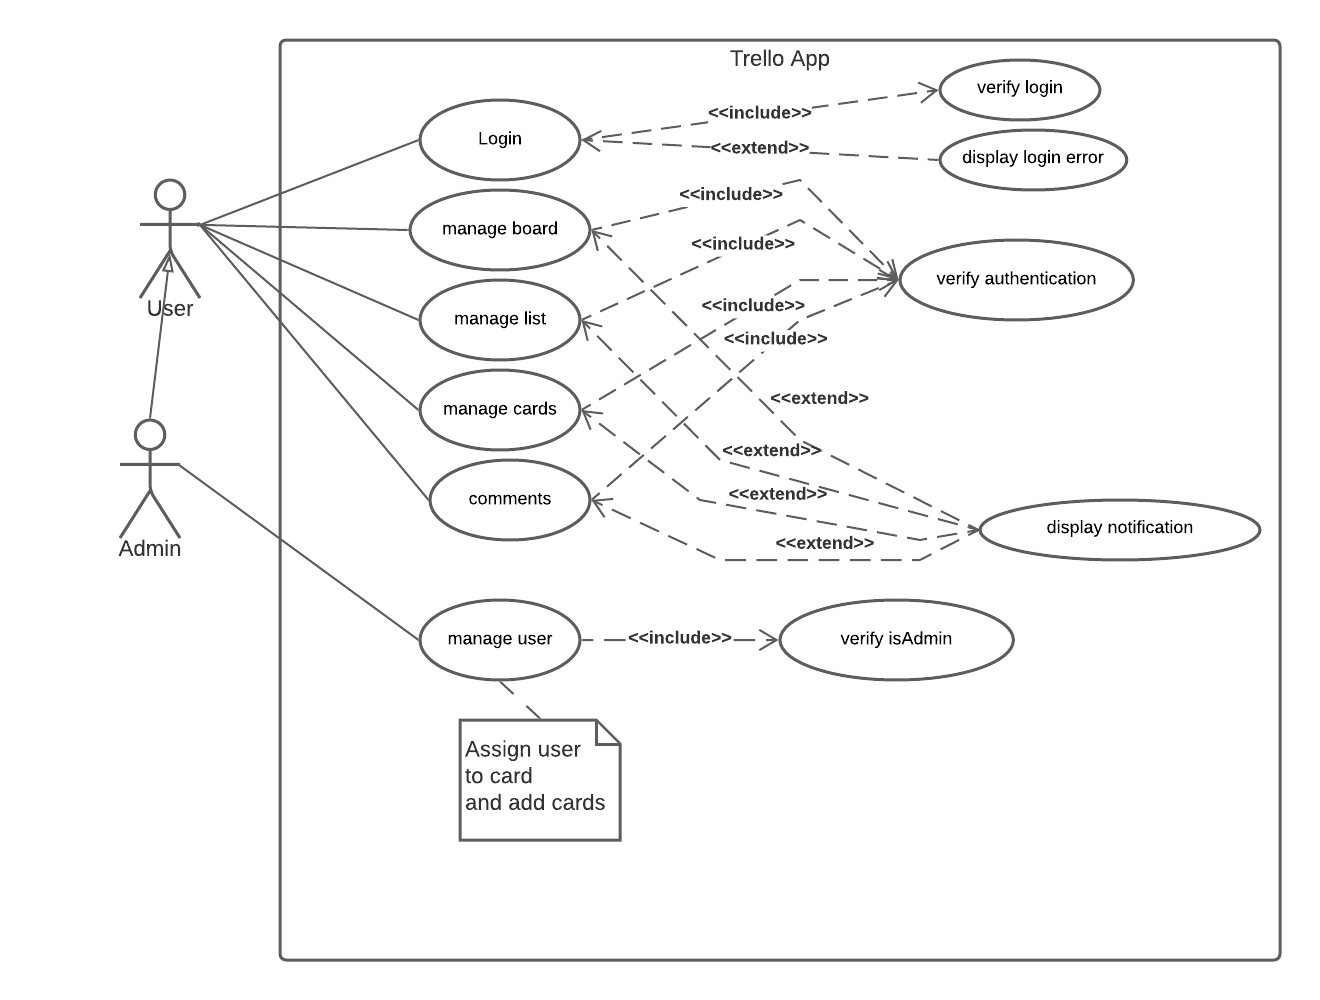 Trello App
verify login
<<include>>
Login
<<extend>>
display login error
<<include>>
manage board
<<include>>
verify authentication
User
<<include>>
manage list
<<include>>
<<extend>>
manage cards
<<extend>>
<<extend>>
comments
display notification
Admin
<<extend>>
manage user
<<include>>
verify isAdmin
Assign user
to card
and add cards